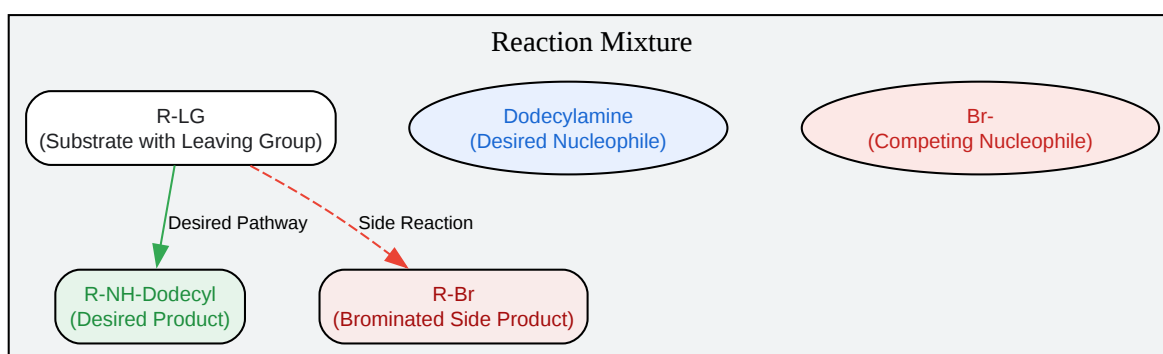 Reaction Mixture
R-LG
(Substrate with Leaving Group)
Dodecylamine
(Desired Nucleophile)
Br-
(Competing Nucleophile)
Desired Pathway
Side Reaction
R-NH-Dodecyl
(Desired Product)
R-Br
(Brominated Side Product)